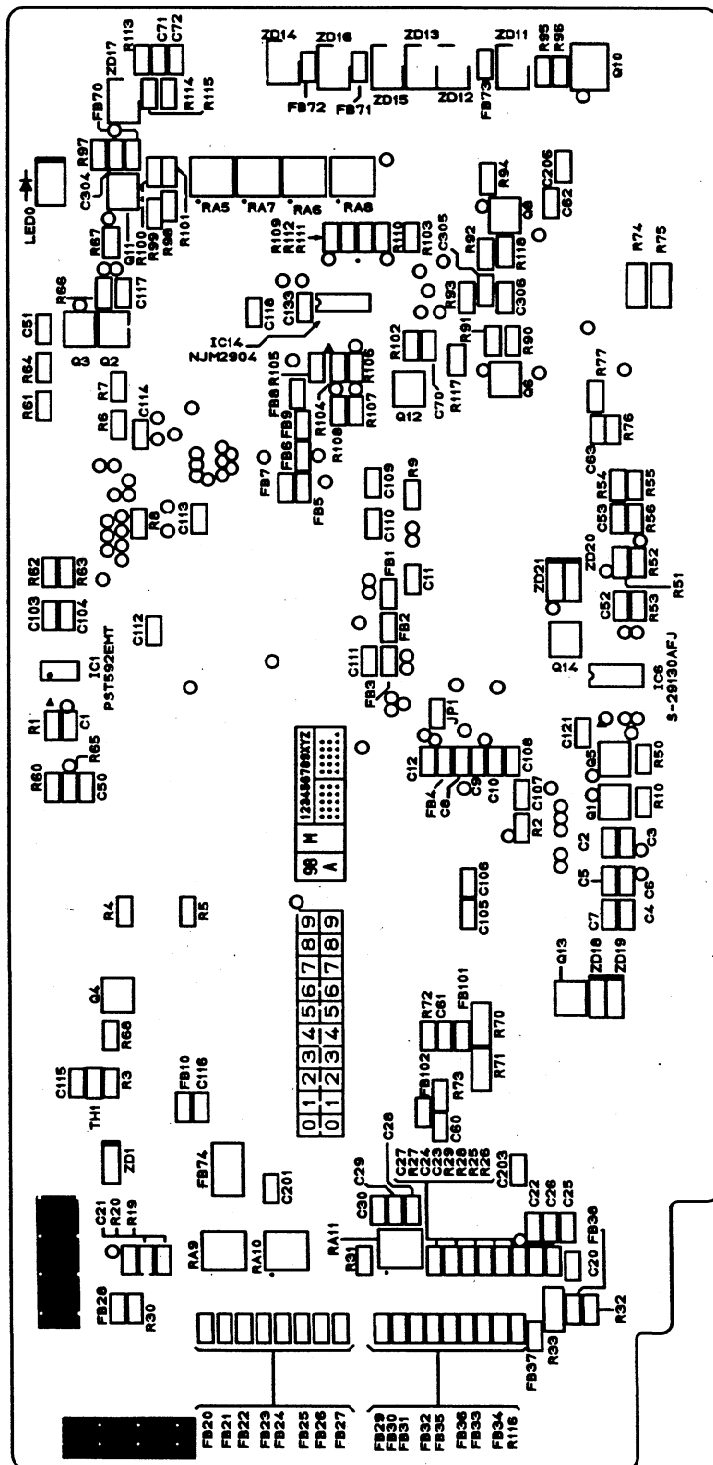 R113
C71
C72
ZD17
FB70
R114
R115
ZD14
ZD16
ZD13
ZD11
R95
R96
Q10
FB72
FB71
ZD15
ZD12
FB73
R97
LED0
C304
Q11
R100
R99
R98
R101
R67
RA5
RA7
RA6
RA8
R109
R112
R111
R110
R103
C305
R94
C206
C62
Q8
R92
R118
R93
C306
R74
R75
R66
C117
C51
Q3
Q2
C118
C133
IC14
NJM2904
R102
C70
R91
R90
R117
Q6
R77
R64
R61
R7
R6
C114
R105
FB8
R104
R106
R108
R107
FB9
FB6
FB7
FB5
Q12
C63
R76
C109
R9
C110
R8
C113
R54
R55
C53
R56
R62
R63
FB1
C11
ZD21
ZD20
R52
R51
C103
C104
C112
FB2
C52
R53
IC1
PST592EMT
C111
FB3
Q14
IC6
S-29130AFJ
R1
C1
R65
JP1
C121
Q5
R50
R60
C50
123456789XYZ
98 M
A
C12
FB4
C8
C9
C10
C108
C107
R2
Q1
R10
C2
C3
C5
C6
C7
C4
R4
R5
C106
C105
0 1 2 3 4 5 6 7 8 9
0 1 2 3 4 5 6 7 8 9
Q13
ZD18
ZD19
Q4
R68
R72
C61
FB101
R70
R71
C115
TH1
R3
FB10
C116
FB102
R73
C60
ZD1
FB74
C201
C28
C29
C30
C27
R27
C24
C23
R29
R28
R25
R26
C203
C22
C26
C25
FB38
C21
R20
R19
RA9
RA10
RA11
R31
C20
FB28
R30
R33
R32
FB37
FB20
FB21
FB22
FB23
FB24
FB25
FB26
FB27
FB29
FB30
FB31
FB32
FB35
FB36
FB33
FB34
R116